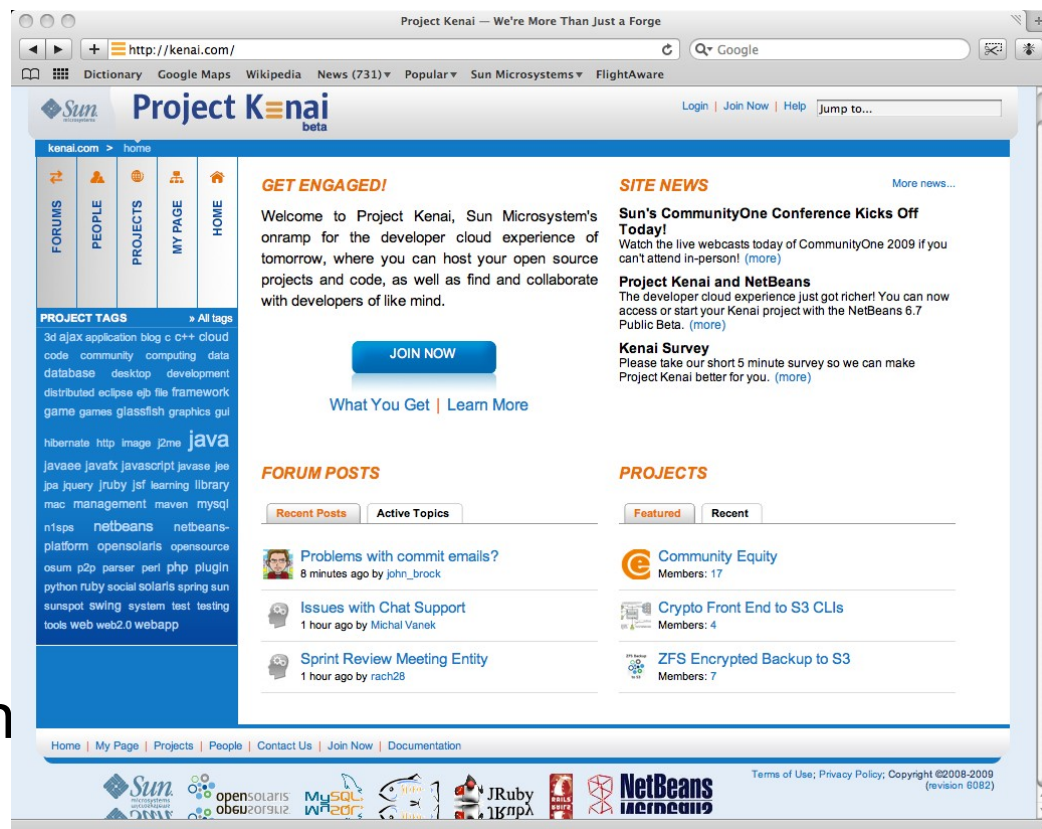 Project Kenai — We're More Than Just a Forge
http://kenai.com/
Google
Dictionary Google Maps Wikipedia News (731) Popular Sun Microsystems FlightAware
Sun
microsystems
Project Kenai
beta
Login | Join Now | Help
Jump to...
kenai.com > home
FORUMS
PEOPLE
PROJECTS
MY PAGE
HOME
PROJECT TAGS
» All tags
3d ajax application blog c c++ cloud
code community computing data
database desktop development
distributed eclipse ejb file framework
game games glassfish graphics gui
hibernate http image j2me java
javaee javafx javascript javase jee
jpa jquery jruby jsf learning library
mac management maven mysql
n1sps netbeans netbeans-
platform opensolaris opensource
osum p2p parser perl php plugin
python ruby social solaris spring sun
sunspot swing system test testing
tools web web2.0 webapp
GET ENGAGED!
Welcome to Project Kenai, Sun Microsystem's
onramp for the developer cloud experience of
tomorrow, where you can host your open source
projects and code, as well as find and collaborate
with developers of like mind.
JOIN NOW
What You Get | Learn More
SITE NEWS
More news...
Sun's CommunityOne Conference Kicks Off
Today!
Watch the live webcasts today of CommunityOne 2009 if you
can't attend in-person! (more)
Project Kenai and NetBeans
The developer cloud experience just got richer! You can now
access or start your Kenai project with the NetBeans 6.7
Public Beta. (more)
Kenai Survey
Please take our short 5 minute survey so we can make
Project Kenai better for you. (more)
FORUM POSTS
Recent Posts
Active Topics
Problems with commit emails?
8 minutes ago by john_brock
Issues with Chat Support
1 hour ago by Michal Vanek
Sprint Review Meeting Entity
1 hour ago by rach28
PROJECTS
Featured
Recent
Community Equity
Members: 17
Crypto Front End to S3 CLIs
Members: 4
ZFS Encrypted Backup to S3
Members: 7
Home | My Page | Projects | People | Contact Us | Join Now | Documentation
Sun
microsystems
opensolaris
MySQL
JRuby
RAILS
NetBeans
Terms of Use; Privacy Policy; Copyright ©2008-2009
(revision 6082)